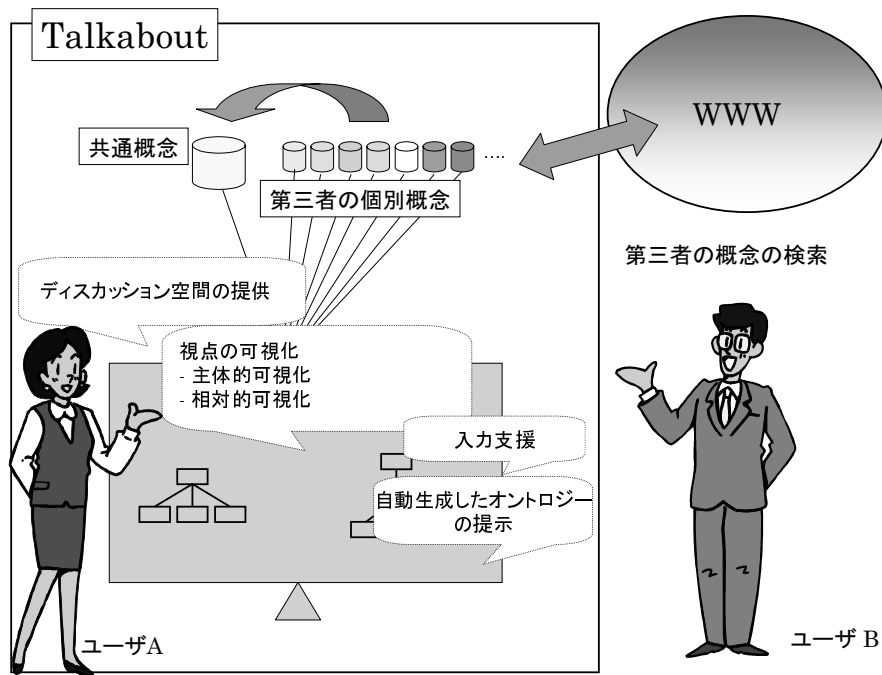 Talkabout
WWW
共通概念
....
第三者の個別概念
第三者の概念の検索
ディスカッション空間の提供
視点の可視化
- 主体的可視化
- 相対的可視化
入力支援
自動生成したオントロジー
の提示
ユーザA
ユーザ B